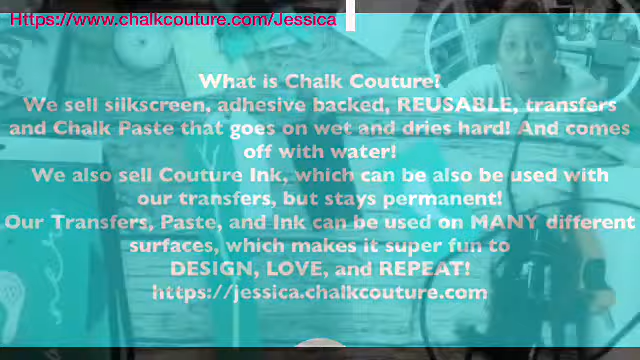 Https://www.chalkcouture.com/Jessica
What is Chalk Couture?
We sell silkscreen, adhesive backed, REUSABLE, transfers
and Chalk Paste that goes on wet and dries hard! And comes
off with water!
We also sell Couture Ink, which can be also be used with
our transfers, but stays permanent!
Our Transfers, Paste, and Ink can be used on MANY different
surfaces, which makes it super fun to
DESIGN, LOVE, and REPEAT!
https://jessica.chalkcouture.com